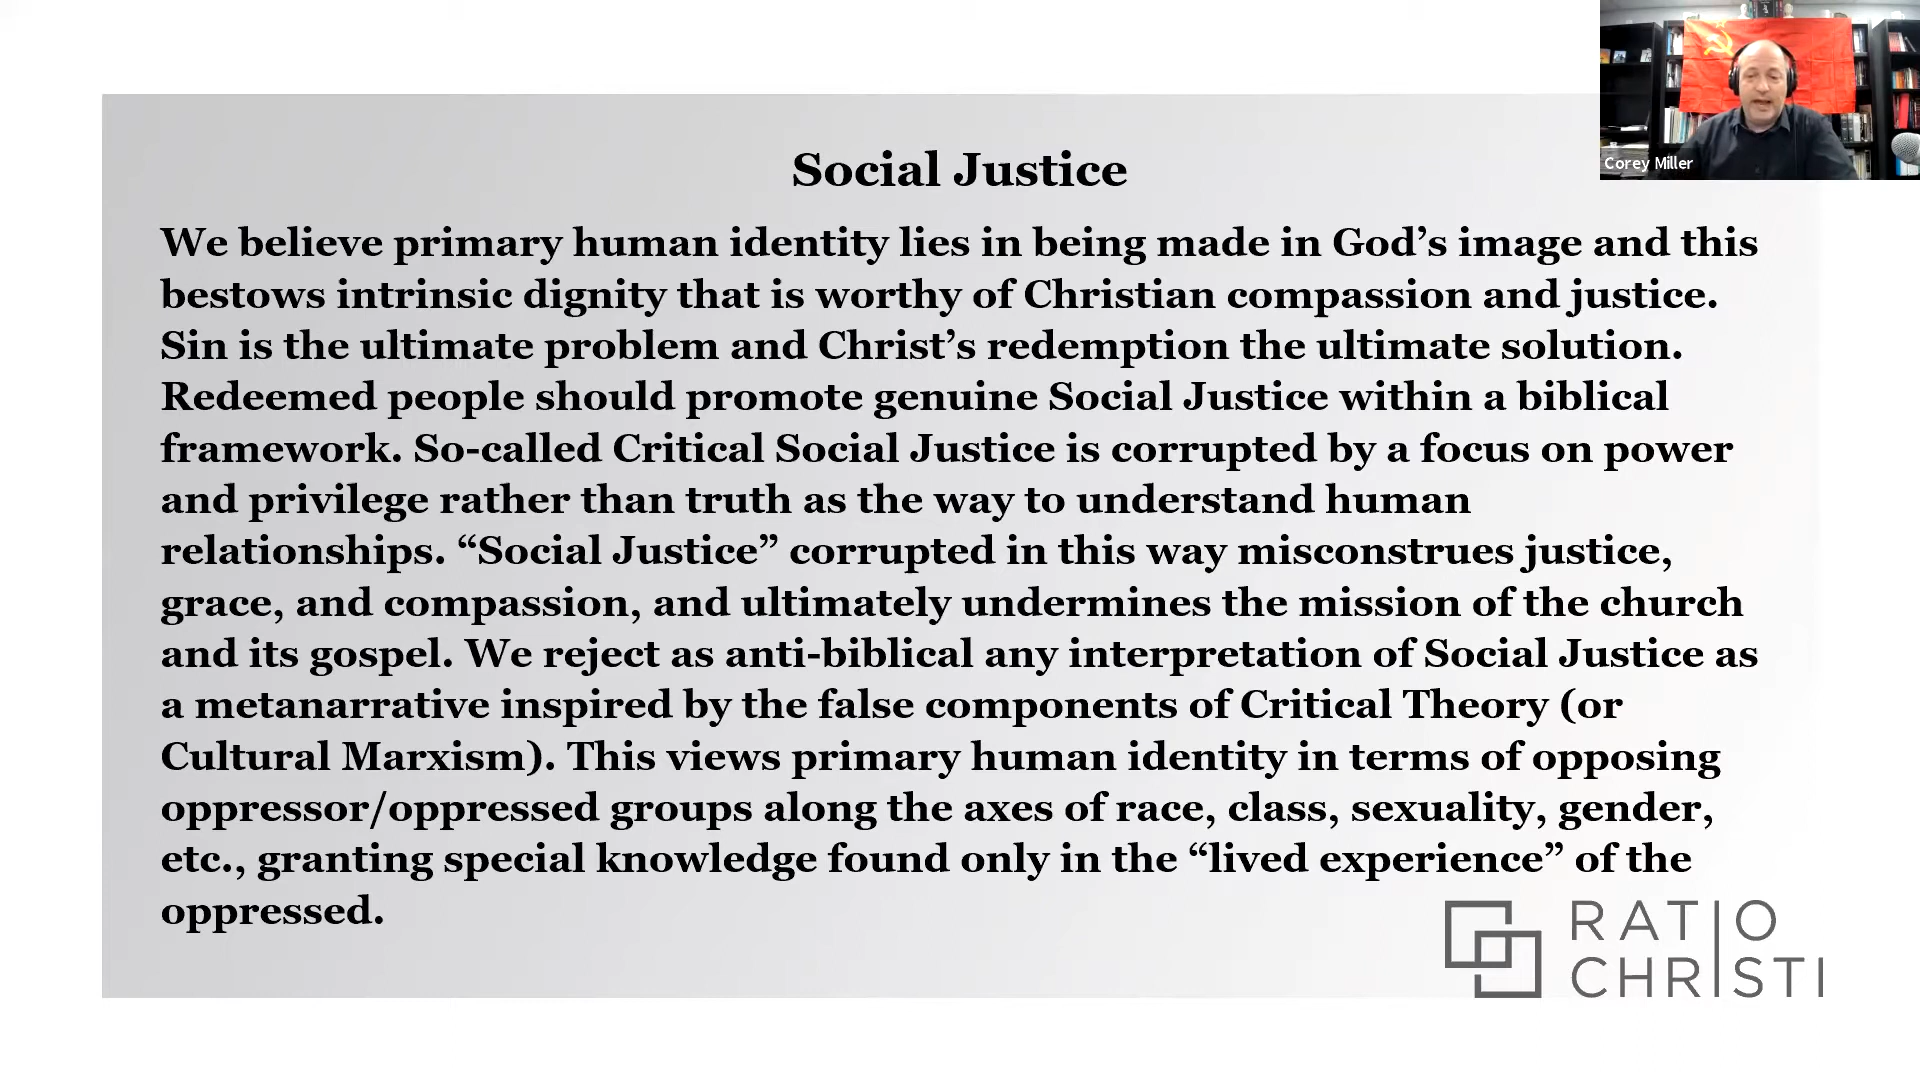 Corey Miller
Social Justice
We believe primary human identity lies in being made in God’s image and this
bestows intrinsic dignity that is worthy of Christian compassion and justice.
Sin is the ultimate problem and Christ’s redemption the ultimate solution.
Redeemed people should promote genuine Social Justice within a biblical
framework. So-called Critical Social Justice is corrupted by a focus on power
and privilege rather than truth as the way to understand human
relationships. “Social Justice” corrupted in this way misconstrues justice,
grace, and compassion, and ultimately undermines the mission of the church
and its gospel. We reject as anti-biblical any interpretation of Social Justice as
a metanarrative inspired by the false components of Critical Theory (or
Cultural Marxism). This views primary human identity in terms of opposing
oppressor/oppressed groups along the axes of race, class, sexuality, gender,
etc., granting special knowledge found only in the “lived experience” of the
oppressed.
RATIO
CHRISTI